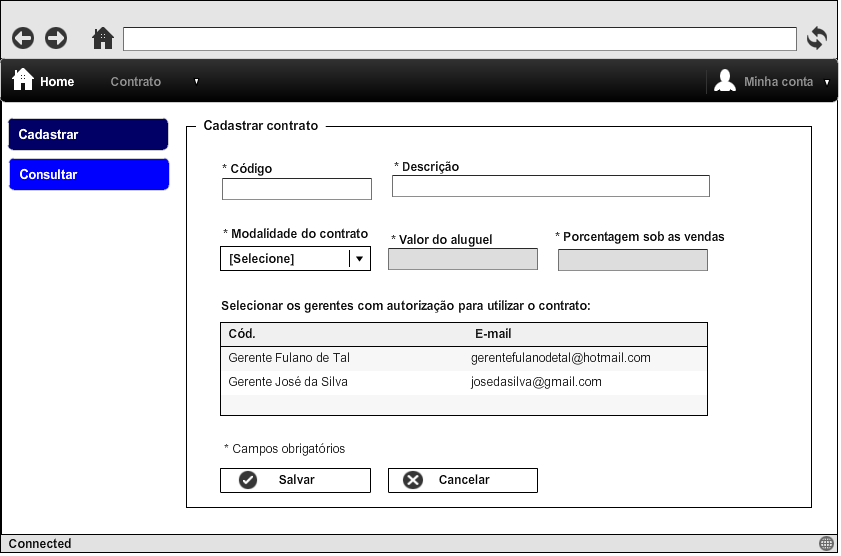 Home Contrato Minha conta
Cadastrar
Consultar
Cadastrar contrato
* Código * Descrição
* Modalidade do contrato * Valor do aluguel * Porcentagem sob as vendas
[Selecione]
Selecionar os gerentes com autorização para utilizar o contrato:
Cód. E-mail
Gerente Fulano de Tal gerentefulanodetal@hotmail.com
Gerente José da Silva josedasilva@gmail.com
* Campos obrigatórios
Salvar Cancelar
Connected